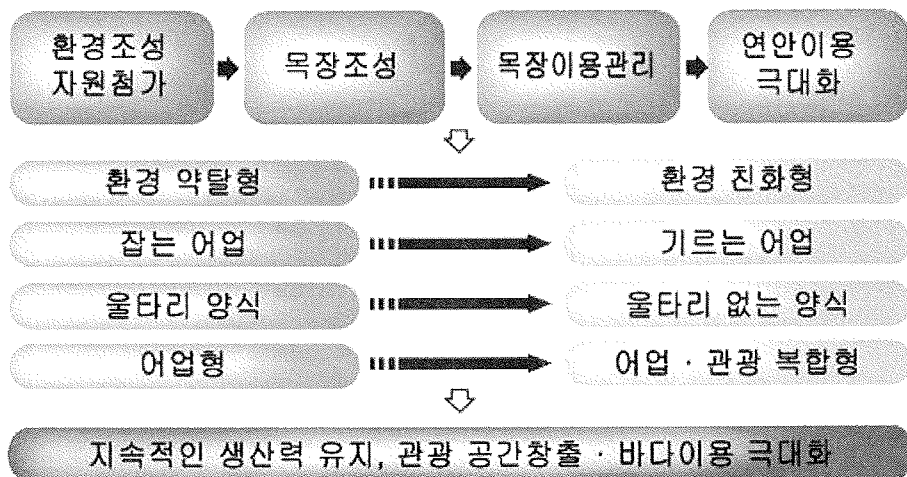 환경조성
자원첨가
목장조성
목장이용관리
연안이용
극대화
환경 약탈형
환경 친화형
잡는 어업
기르는 어업
울타리 양식
울타리 없는 양식
어업형
어업 · 관광 복합형
지속적인 생산력 유지, 관광 공간창출 · 바다이용 극대화